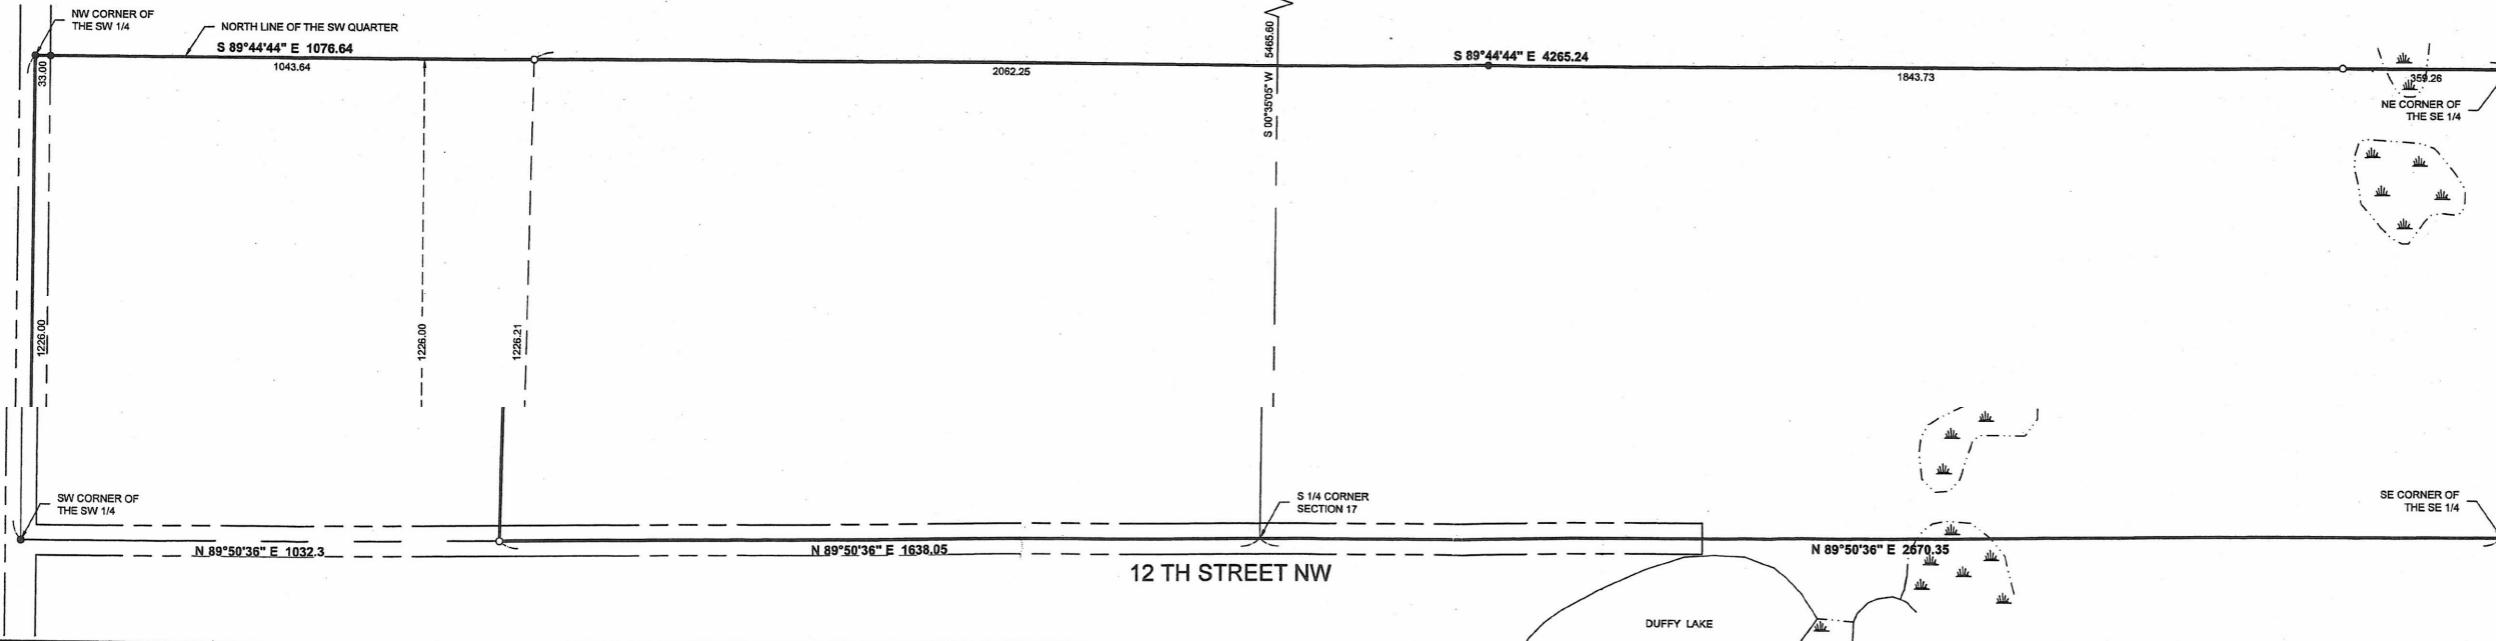 NW CORNER OF
THE SW 1/4
NORTH LINE OF THE SW QUARTER
S 89°44'44" E 1076.64
1043.64
33.00
2062.25
S 00°35'05" W 5465.60
S 89°44'44" E 4265.24
1843.73
359.26
NE CORNER OF
THE SE 1/4
1226.00
1226.00
1226.21
SW CORNER OF
THE SW 1/4
S 1/4 CORNER
SECTION 17
SE CORNER OF
THE SE 1/4
N 89°50'36" E 1032.3
N 89°50'36" E 1638.05
N 89°50'36" E 2670.35
12 TH STREET NW
DUFFY LAKE